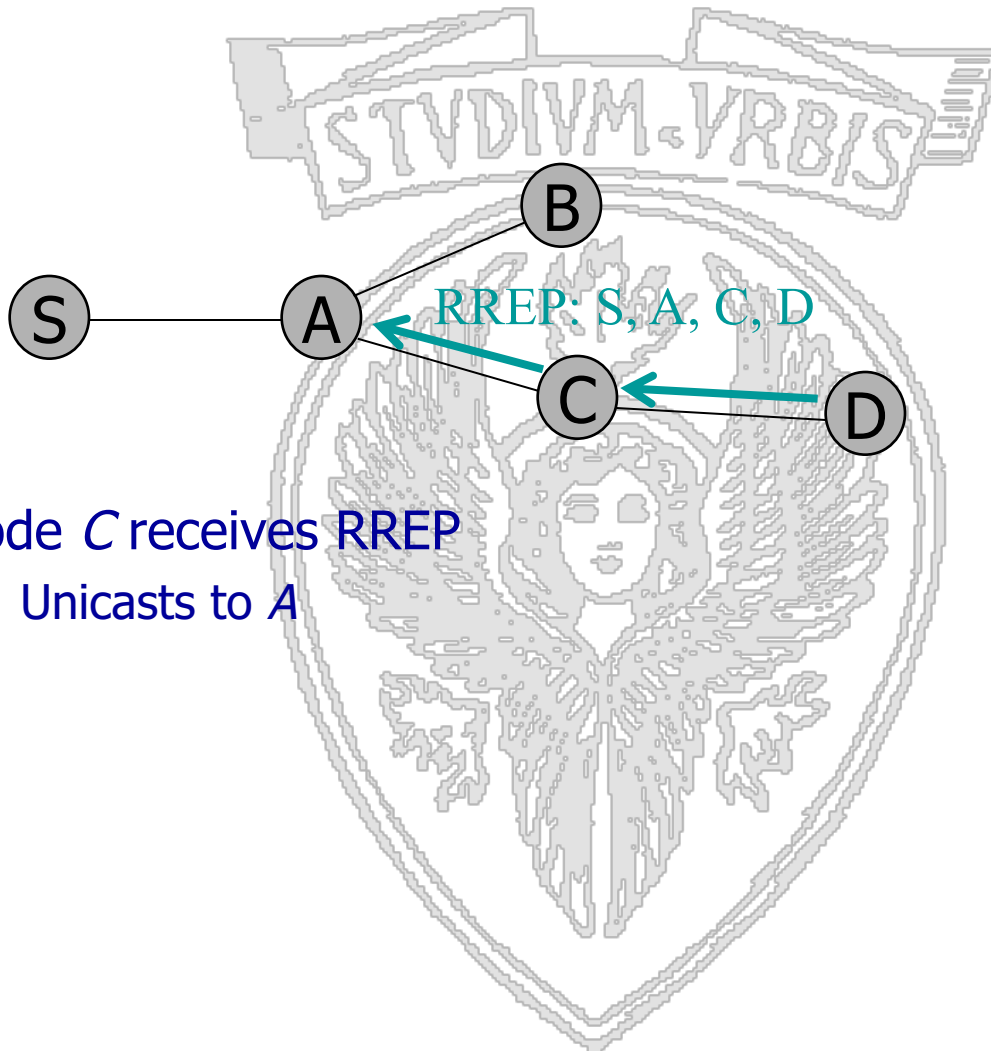 STVDIVM VRBIS
B
S
A
RREP: S, A, C, D
C
D
ode C receives RREP
Unicasts to A